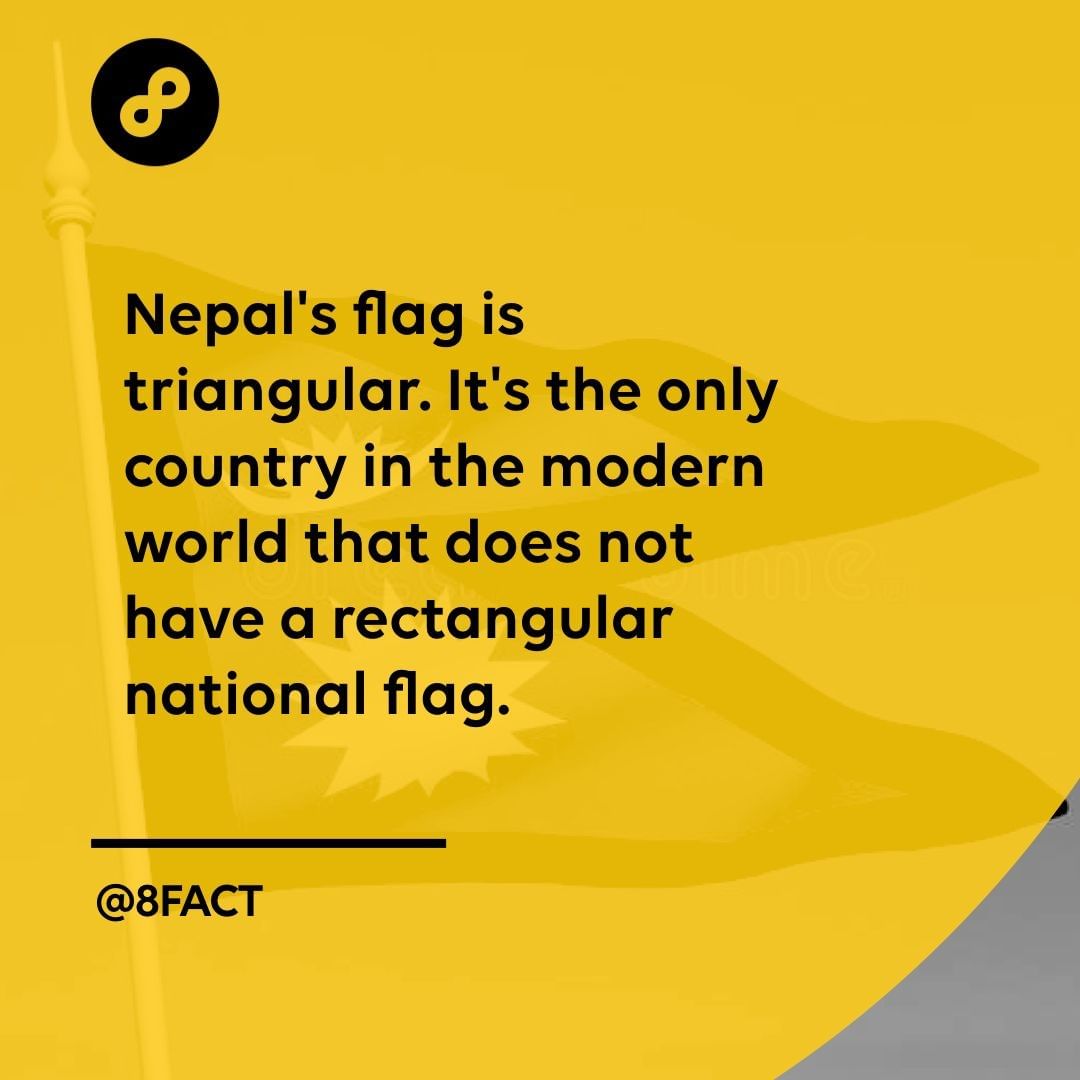 Nepal's flag is
triangular. It's the only
country in the modern
world that does not
have a rectangular
national flag.
@8FACT